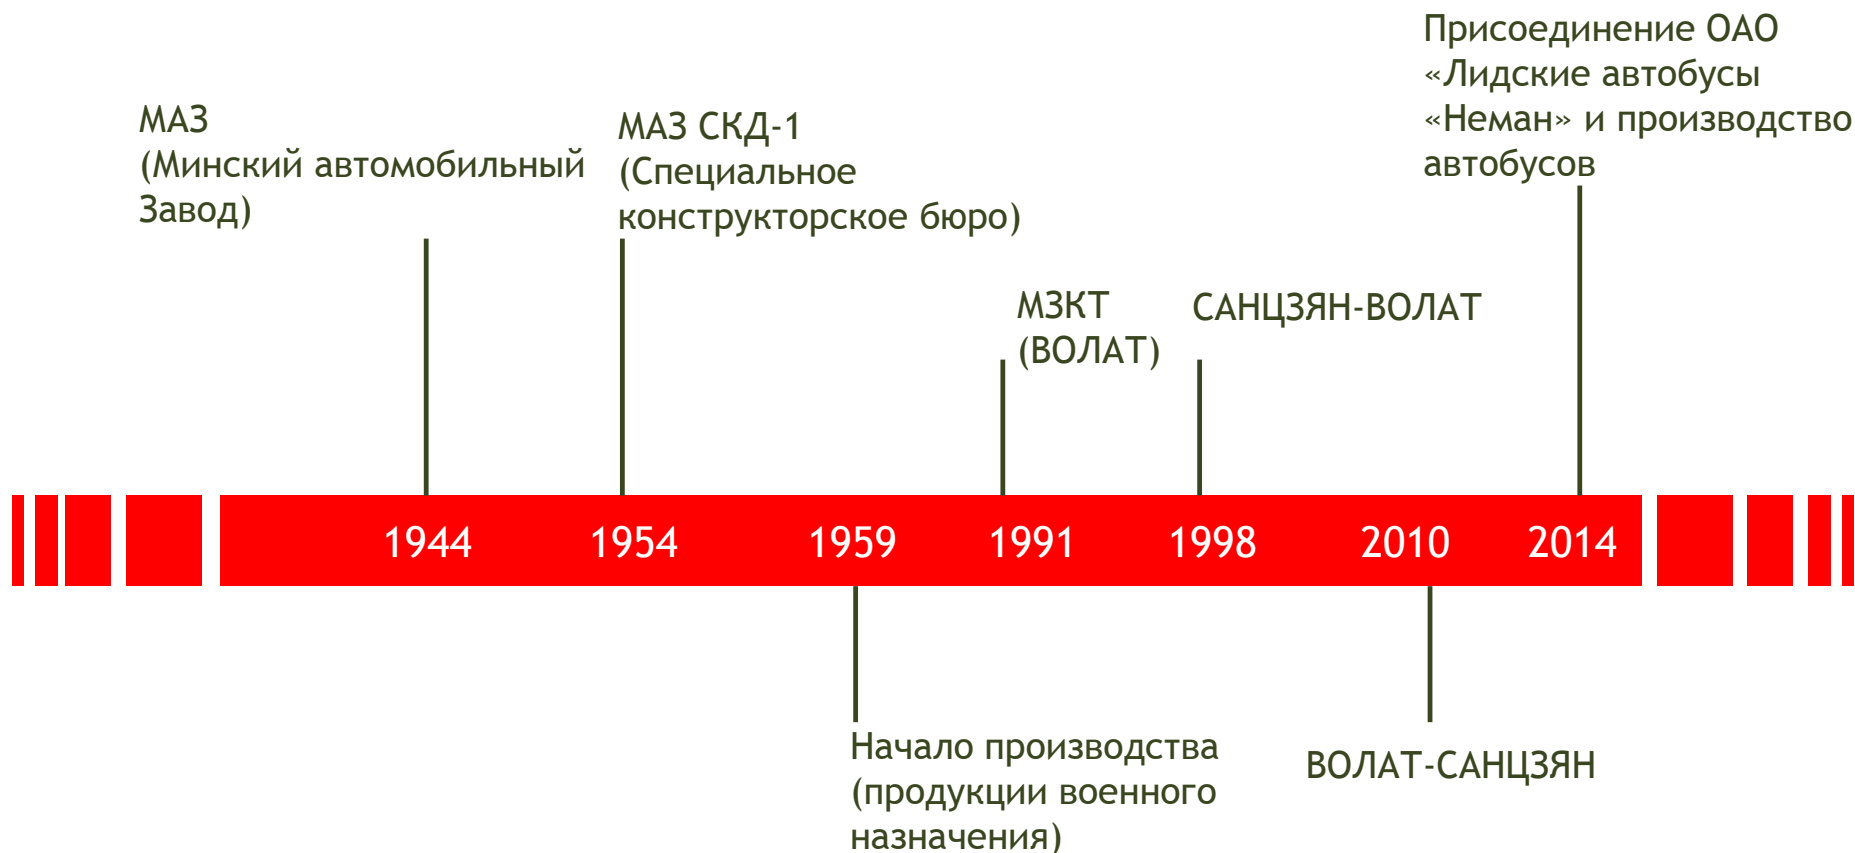 Присоединение ОАО
«Лидские автобусы
«Неман» и производство
автобусов
МАЗ
(Минский автомобильный
Завод)
МАЗ СКД-1
(Специальное
конструкторское бюро)
МЗКТ
(ВОЛАТ)
САНЦЗЯН-ВОЛАТ
1944
1954
1959
1991
1998
2010
2014
Начало производства
(продукции военного
назначения)
ВОЛАТ-САНЦЗЯН